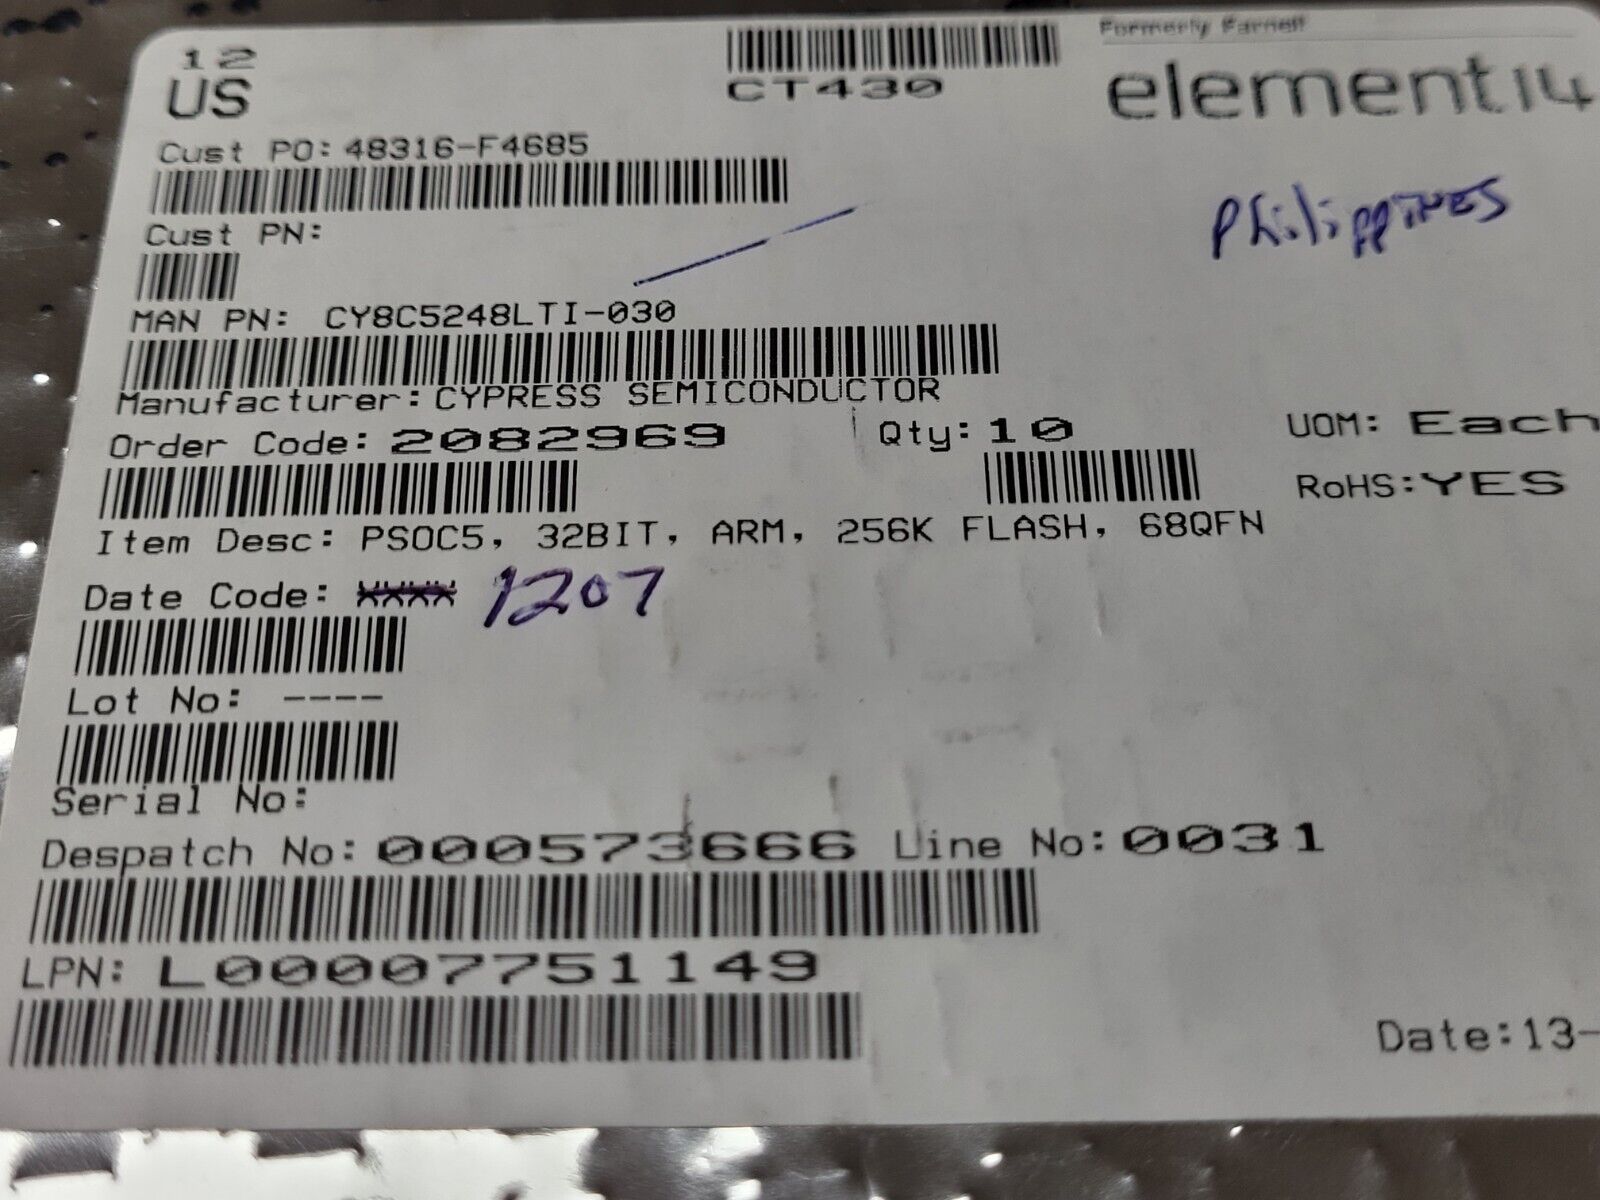 12
US
CT430
Formerly Farnell
element14
Cust PO: 48316-F4685
Philippines
Cust PN:
MAN PN: CY8C5248LTI-030
Manufacturer: CYPRESS SEMICONDUCTOR
Order Code: 2082969 Qty: 10 UOM: Each
RoHS: YES
Item Desc: PSOC5, 32BIT, ARM, 256K FLASH, 68QFN
Date Code: XXXX 1207
Lot No: ----
Serial No:
Despatch No: 000573666 Line No: 0031
LPN: L00007751149
Date: 13-